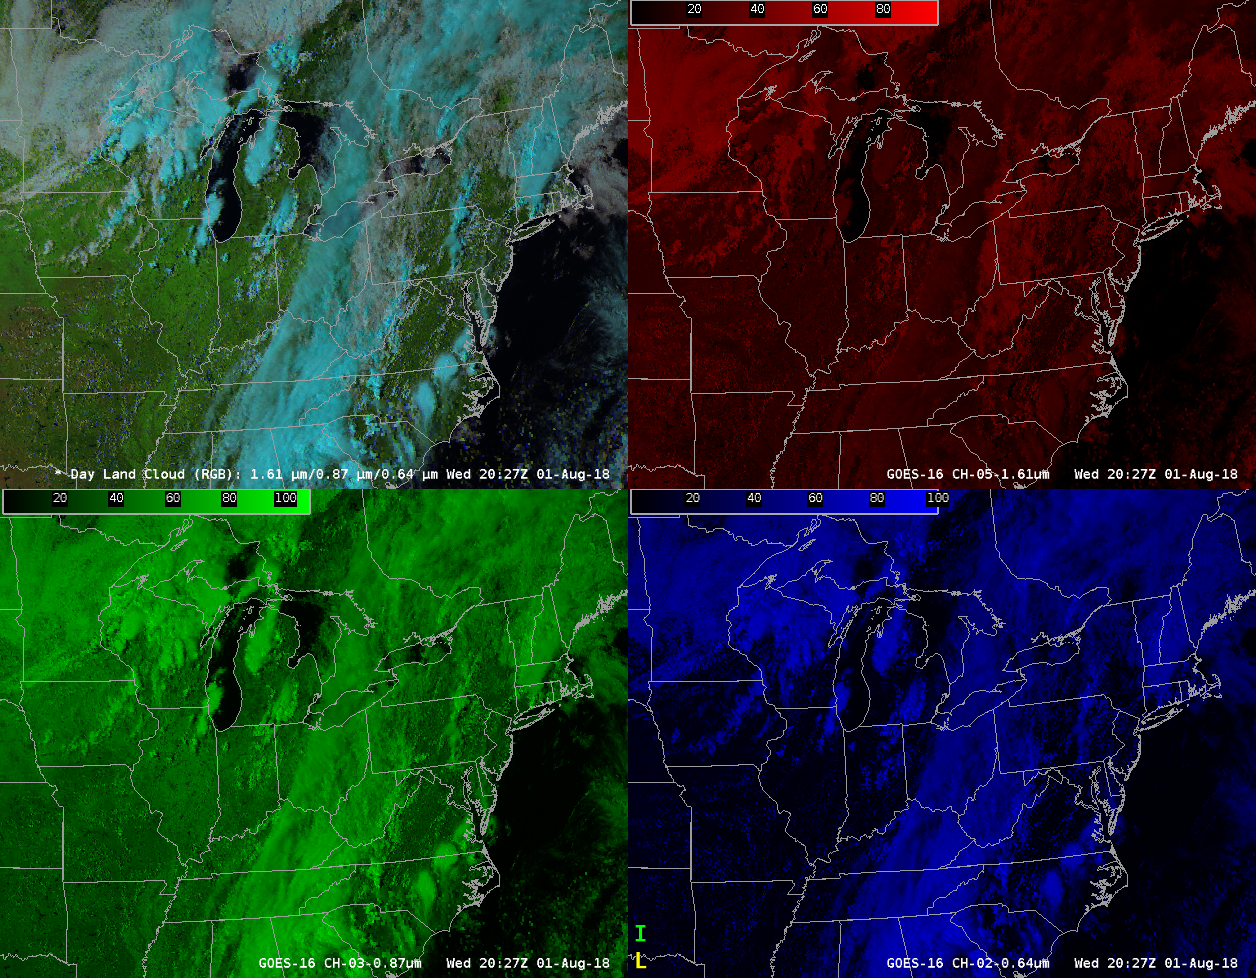 20 40 60 80
* Day Land Cloud (RGB): 1.61 μm/0.87 μm/0.64 μm Wed 20:27Z 01-Aug-18
GOES-16 CH-05-1.61μm Wed 20:27Z 01-Aug-18
20 40 60 80 100
20 40 60 80 100
I
L
GOES-16 CH-03-0.87μm Wed 20:27Z 01-Aug-18
GOES-16 CH-02-0.64μm Wed 20:27Z 01-Aug-18